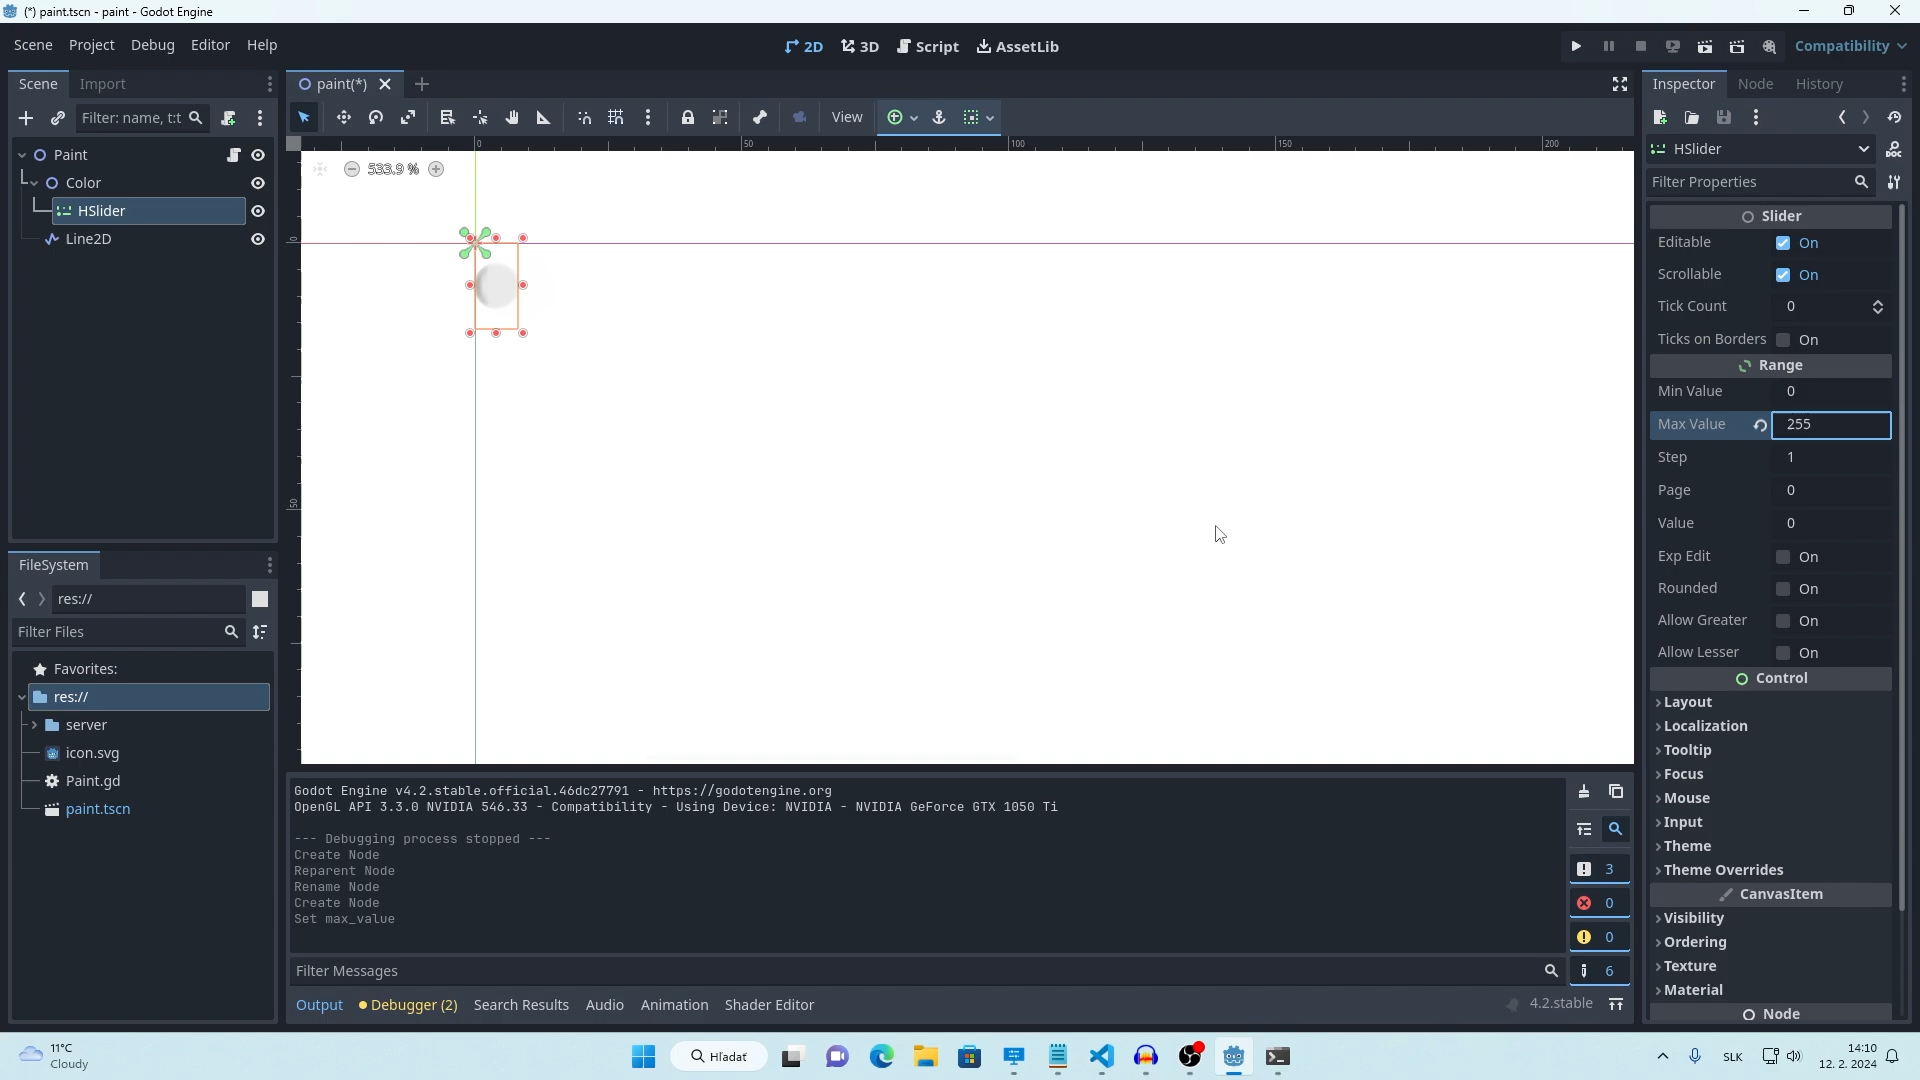 (*) paint.tscn - paint - Godot Engine
Scene Project Debug Editor Help
2D 3D Script AssetLib
Compatibility
Scene Import
paint(*)
Inspector Node History
Filter: name, t:t
View
HSlider
533.9 %
0 50 100 150 200
0
50
Paint
Color
HSlider
Line2D
Filter Properties
Slider
Editable On
Scrollable On
Tick Count 0
Ticks on Borders On
Range
Min Value 0
Max Value 255
Step 1
Page 0
Value 0
Exp Edit On
Rounded On
Allow Greater On
Allow Lesser On
Control
Layout
Localization
Tooltip
Focus
Mouse
Input
Theme
Theme Overrides
CanvasItem
Visibility
Ordering
Texture
Material
Node
FileSystem
res://
Filter Files
Favorites:
res://
server
icon.svg
Paint.gd
paint.tscn
Godot Engine v4.2.stable.official.46dc27791 - https://godotengine.org
OpenGL API 3.3.0 NVIDIA 546.33 - Compatibility - Using Device: NVIDIA - NVIDIA GeForce GTX 1050 Ti
--- Debugging process stopped ---
Create Node
Reparent Node
Rename Node
Create Node
Set max_value
3
0
0
6
Filter Messages
Output Debugger (2) Search Results Audio Animation Shader Editor
4.2.stable
11°C
Cloudy
Hľadať
SLK
14:10
12. 2. 2024